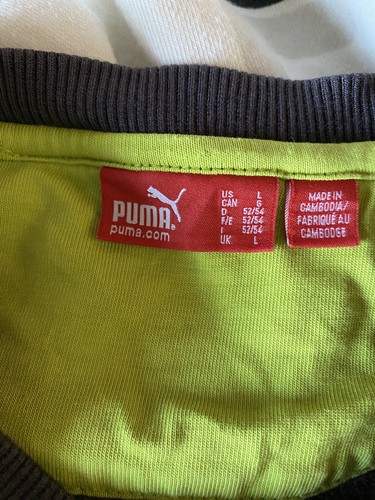 PUMA®
puma.com
US L
CAN G
D 52/54
F/E 52/54
I 52/54
UK L
MADE IN
CAMBODIA/
FABRIQUÉ AU
CAMBODGE